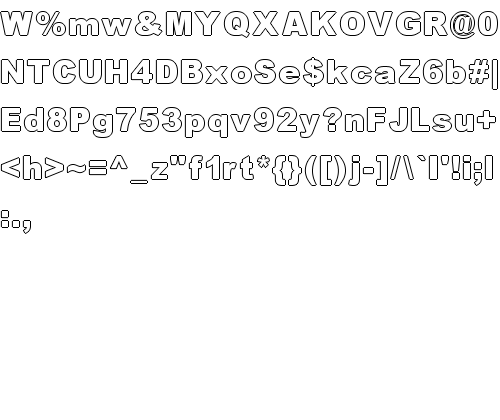 W%mw&MYQXAKOVGR@0
NTCUH4DBxoSe$kcaZ6b#|
Ed8Pg753pqv92y?nFJLsu+
<h>~=^_z"f1rt*{}([)j-]/\`I'!i;l
:.,